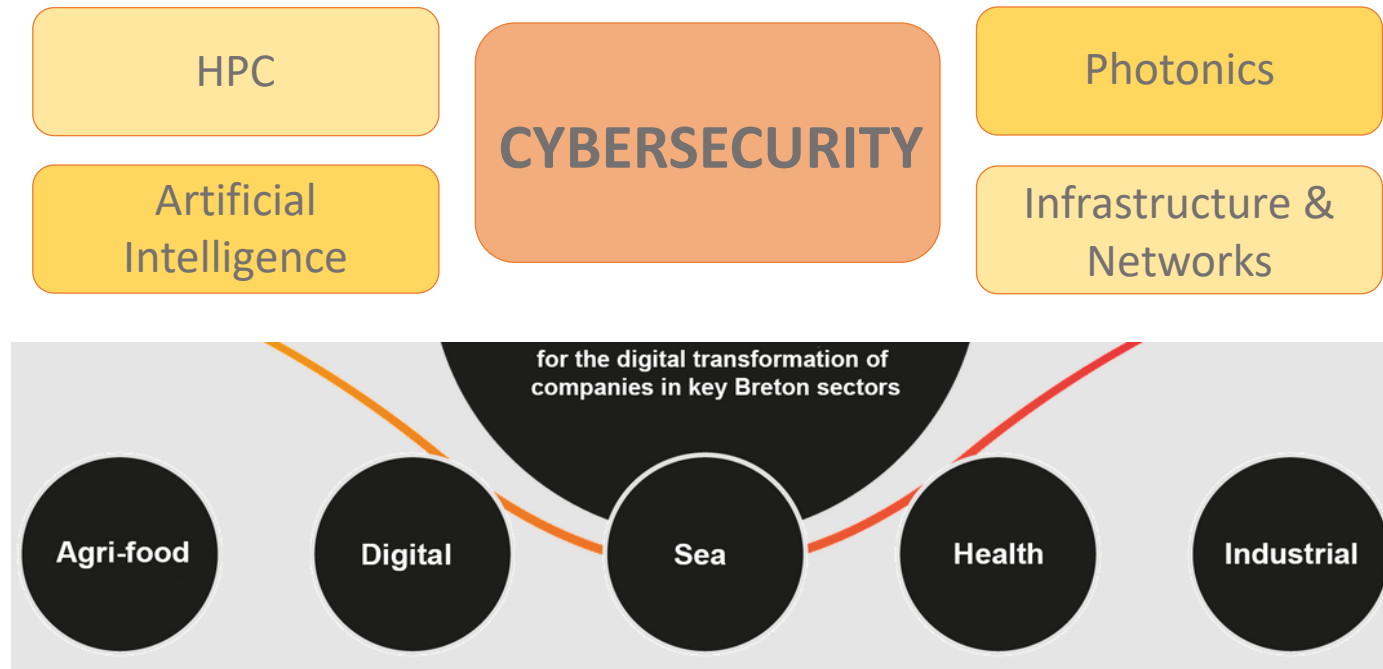 HPC
Artificial
Intelligence
CYBERSECURITY
Photonics
Infrastructure &
Networks
for the digital transformation of
companies in key Breton sectors
Agri-food
Digital
Sea
Health
Industrial